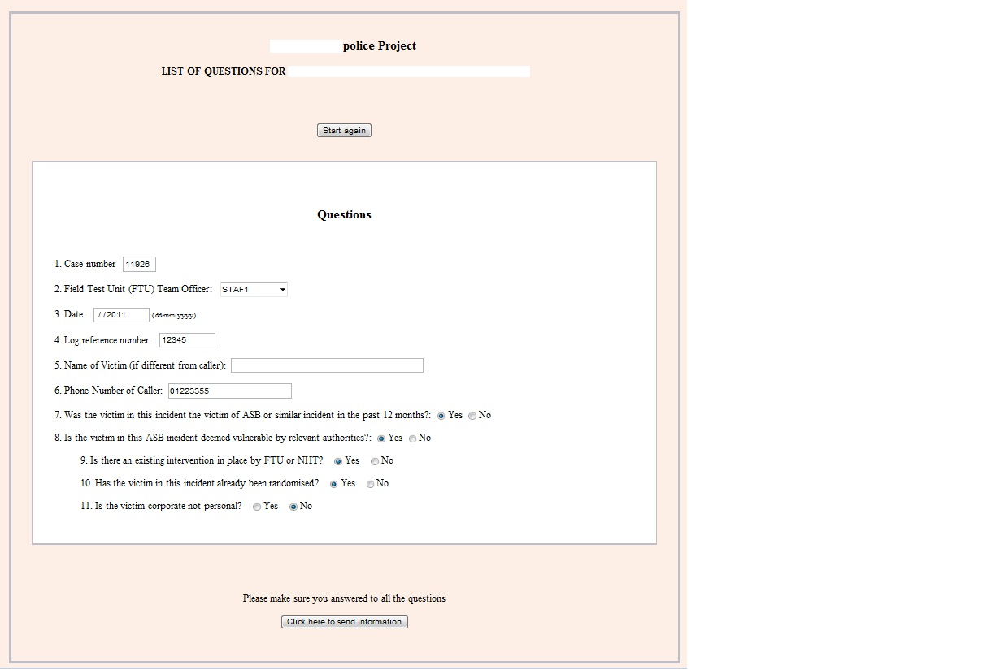 police Project
LIST OF QUESTIONS FOR
Start again
Questions
1. Case number 11926
2. Field Test Unit (FTU) Team Officer: STAF1
3. Date: / /2011 (dd/mm/yyyy)
4. Log reference number: 12345
5. Name of Victim (if different from caller):
6. Phone Number of Caller: 01223355
7. Was the victim in this incident the victim of ASB or similar incident in the past 12 months?: Yes No
8. Is the victim in this ASB incident deemed vulnerable by relevant authorities?: Yes No
9. Is there an existing intervention in place by FTU or NHT? Yes No
10. Has the victim in this incident already been randomised? Yes No
11. Is the victim corporate not personal? Yes No
Please make sure you answered to all the questions
Click here to send information